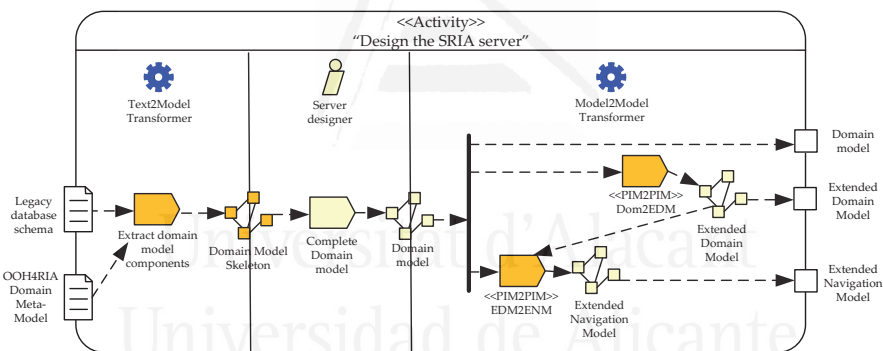 <<Activity>>
“Design the SRIA server”
Text2Model
Transformer
Server
designer
Model2Model
Transformer
Legacy
database
schema
OOH4RIA
Domain
Meta-
Model
Extract domain
model
components
Domain Model
Skeleton
Complete
Domain
model
Domain
model
<<PIM2PIM>>
Dom2EDM
Extended
Domain
Model
<<PIM2PIM>>
EDM2ENM
Extended
Navigation
Model
Domain
model
Extended
Domain
Model
Extended
Navigation
Model
Universitat d’Alacant
Universidad de Alicante